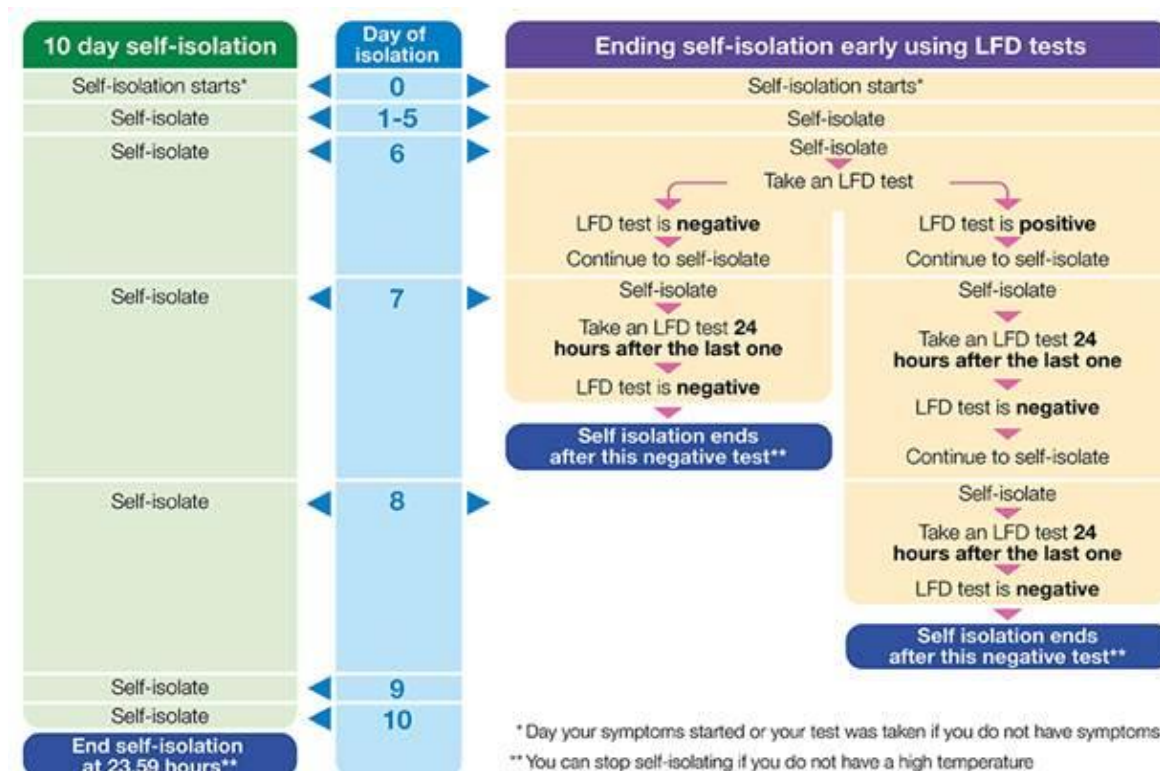 10 day self-isolation
Self-isolation starts*
Self-isolate
Self-isolate
Self-isolate
Self-isolate
Self-isolate
Self-isolate
End self-isolation
at 23.59 hours**
Day of
isolation
0
1-5
6
7
8
9
10
Ending self-isolation early using LFD tests
Self-isolation starts*
Self-isolate
Self-isolate
Take an LFD test
LFD test is negative
Continue to self-isolate
Self-isolate
Take an LFD test 24
hours after the last one
LFD test is negative
Self isolation ends
after this negative test**
LFD test is positive
Continue to self-isolate
Self-isolate
Take an LFD test 24
hours after the last one
LFD test is negative
Continue to self-isolate
Self-isolate
Take an LFD test 24
hours after the last one
LFD test is negative
Self isolation ends
after this negative test**
* Day your symptoms started or your test was taken if you do not have symptoms
** You can stop self-isolating if you do not have a high temperature